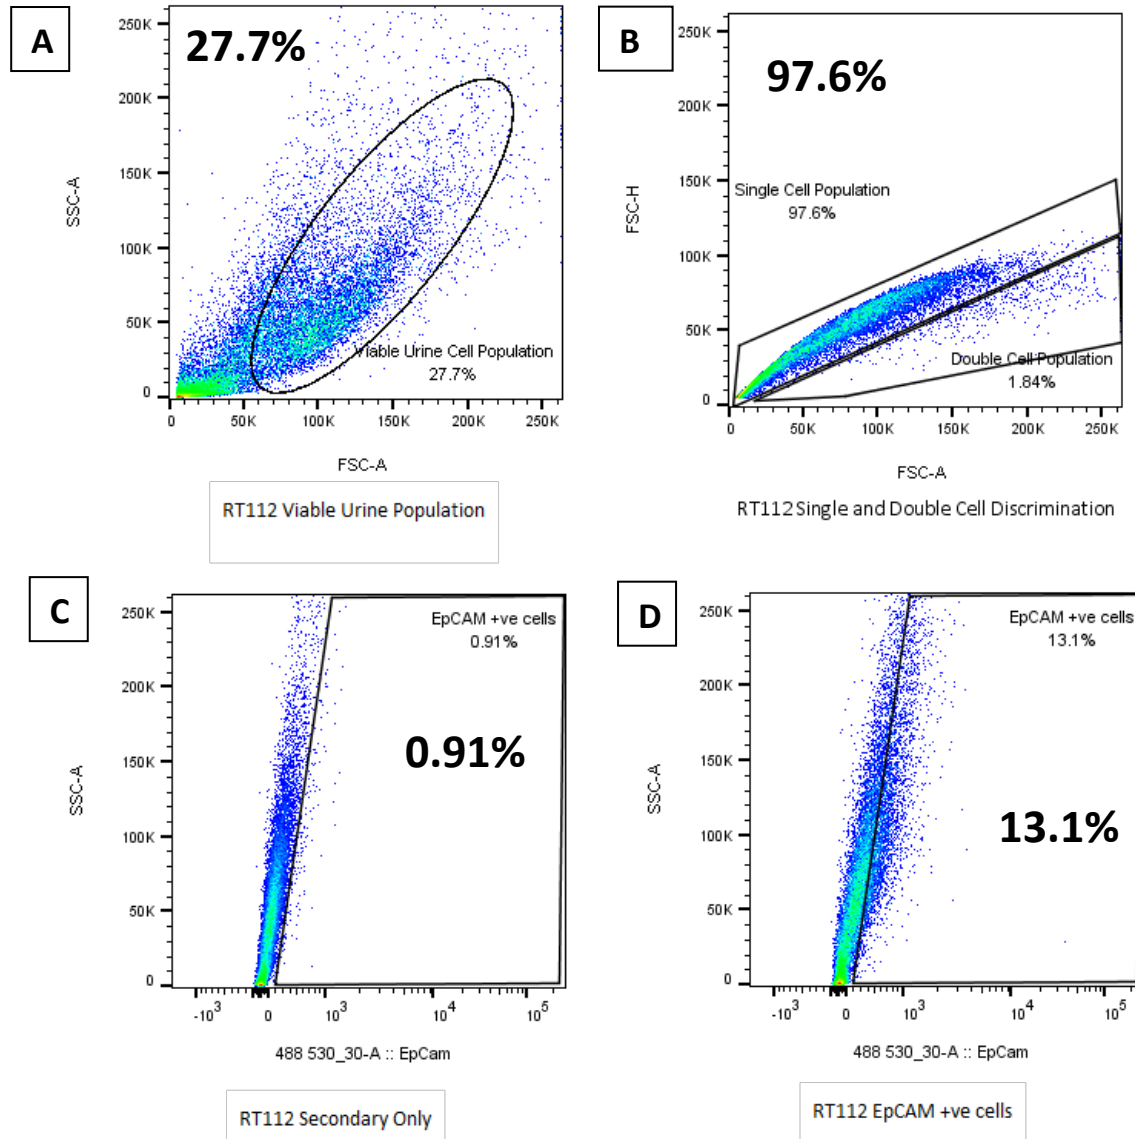 A
27.7%
250K
200K
150K
100K
50K
0
SSC-A
Viable Urine Cell Population
27.7%
0 50K 100K 150K 200K 250K
FSC-A
RT112 Viable Urine Population
B
97.6%
250K
200K
150K
100K
50K
0
FSC-H
Single Cell Population
97.6%
Double Cell Population
1.84%
0 50K 100K 150K 200K 250K
FSC-A
RT112 Single and Double Cell Discrimination
C
250K
200K
150K
100K
50K
0
SSC-A
EpCAM +ve cells
0.91%
0.91%
-10^3 0 10^3 10^4 10^5
488 530_30-A :: EpCam
RT112 Secondary Only
D
250K
200K
150K
100K
50K
0
SSC-A
EpCAM +ve cells
13.1%
13.1%
-10^3 0 10^3 10^4 10^5
488 530_30-A :: EpCam
RT112 EpCAM +ve cells